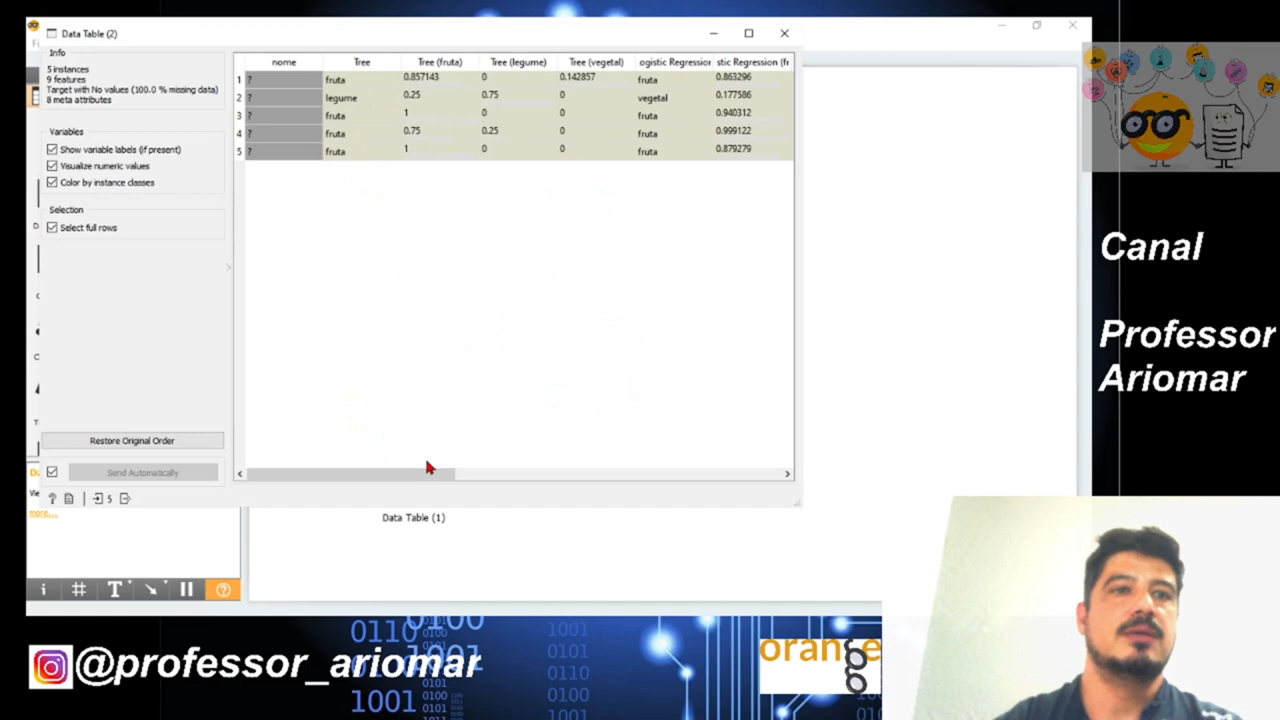 Data Table (2)
Info
5 instances
9 features
Target with No values (100.0 % missing data)
8 meta attributes
Variables
Show variable labels (if present)
Visualize numeric values
Color by instance classes
Selection
Select full rows
Restore Original Order
Send Automatically
5
nome Tree Tree (fruta) Tree (legume) Tree (vegetal) ogistic Regression stic Regression (fr
1 ? fruta 0.857143 0 0.142857 fruta 0.863296
2 ? legume 0.25 0.75 0 vegetal 0.177586
3 ? fruta 1 0 0 fruta 0.940312
4 ? fruta 0.75 0.25 0 fruta 0.999122
5 ? fruta 1 0 0 fruta 0.879279
more...
Data Table (1)
Canal
Professor
Ariomar
@professor_ariomar
orange